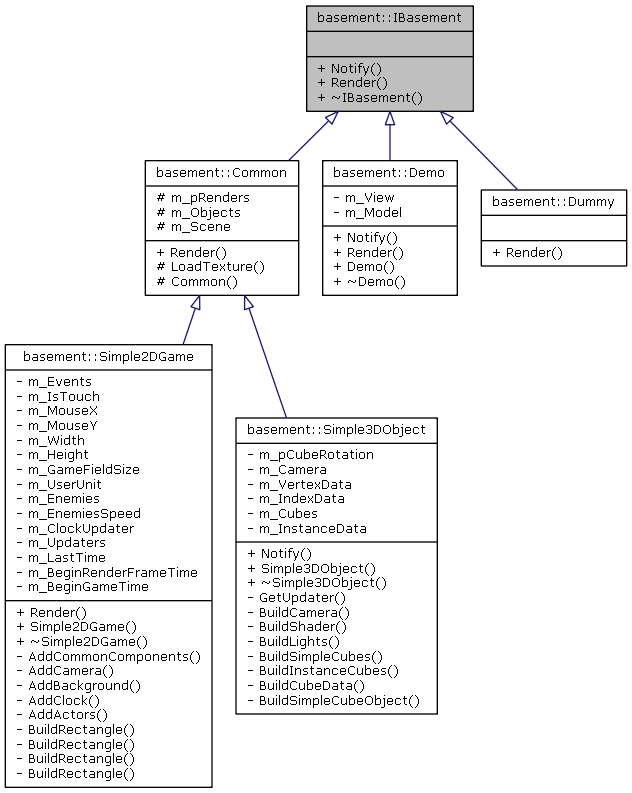 basement::IBasement
+ Notify()
+ Render()
+ ~IBasement()
basement::Common
# m_pRenders
# m_Objects
# m_Scene
+ Render()
# LoadTexture()
# Common()
basement::Demo
- m_View
- m_Model
+ Notify()
+ Render()
+ Demo()
+ ~Demo()
basement::Dummy
+ Render()
basement::Simple2DGame
- m_Events
- m_IsTouch
- m_MouseX
- m_MouseY
- m_Width
- m_Height
- m_GameFieldSize
- m_UserUnit
- m_Enemies
- m_EnemiesSpeed
- m_ClockUpdater
- m_Updaters
- m_LastTime
- m_BeginRenderFrameTime
- m_BeginGameTime
+ Render()
+ Simple2DGame()
+ ~Simple2DGame()
- AddCommonComponents()
- AddCamera()
- AddBackground()
- AddClock()
- AddActors()
- BuildRectangle()
- BuildRectangle()
- BuildRectangle()
- BuildRectangle()
basement::Simple3DObject
- m_pCubeRotation
- m_Camera
- m_VertexData
- m_IndexData
- m_Cubes
- m_InstanceData
+ Notify()
+ Simple3DObject()
+ ~Simple3DObject()
- GetUpdater()
- BuildCamera()
- BuildShader()
- BuildLights()
- BuildSimpleCubes()
- BuildInstanceCubes()
- BuildCubeData()
- BuildSimpleCubeObject()